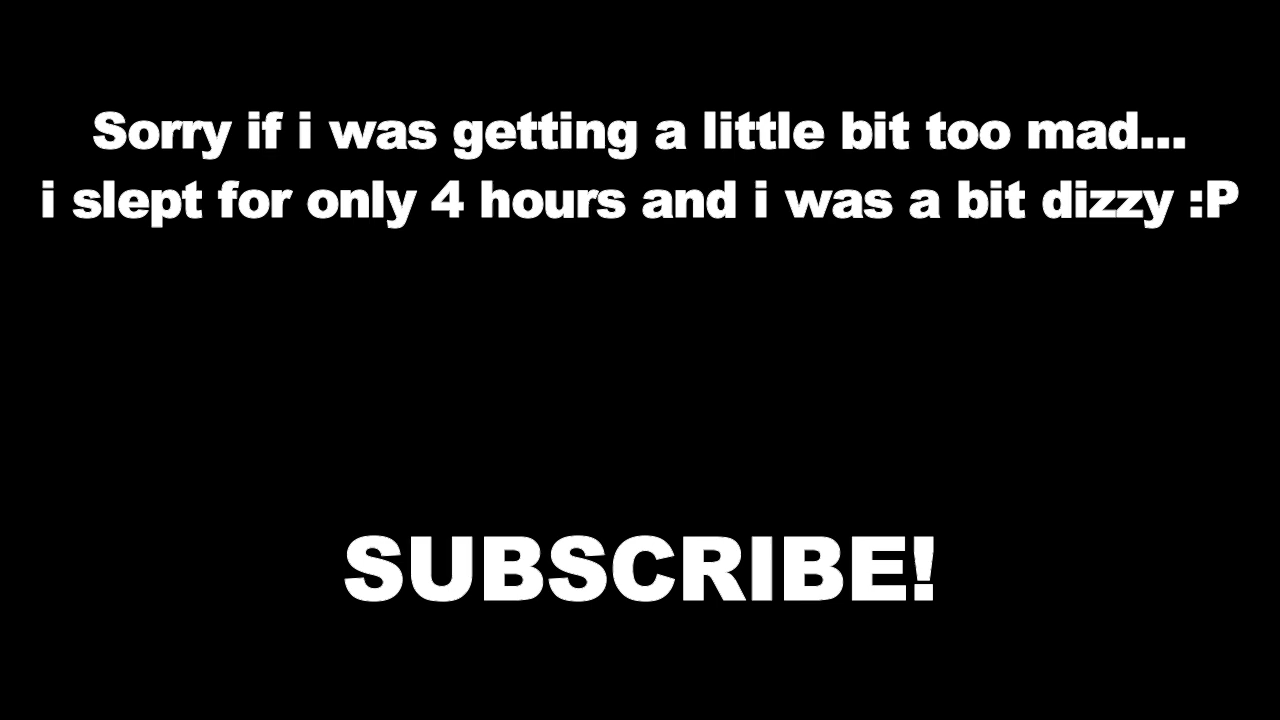 Sorry if i was getting a little bit too mad...
i slept for only 4 hours and i was a bit dizzy :P
SUBSCRIBE!